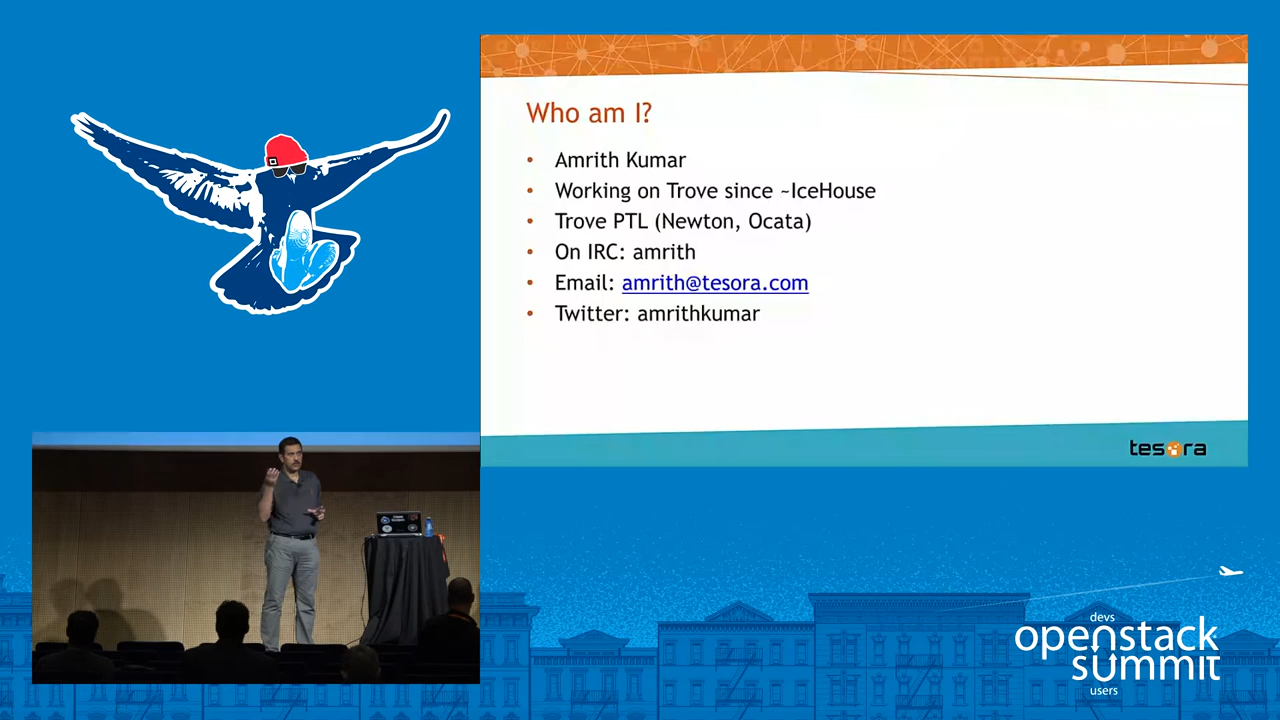 Who am I?
• Amrith Kumar
• Working on Trove since ~IceHouse
• Trove PTL (Newton, Ocata)
• On IRC: amrith
• Email: amrith@tesora.com
• Twitter: amrithkumar
tesora
devs
openstack
summit
users